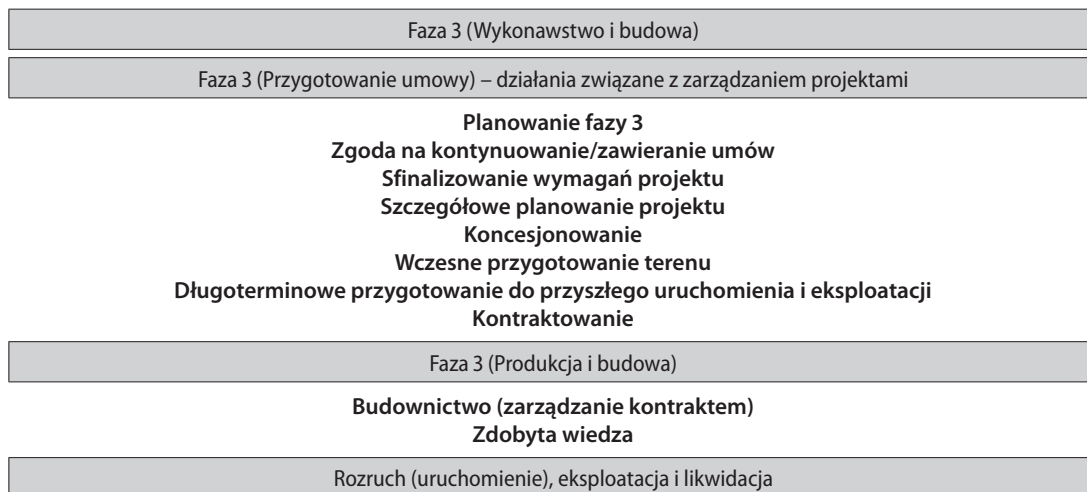 Faza 3 (Wykonawstwo i budowa)
Faza 3 (Przygotowanie umowy) – działania związane z zarządzaniem projektami
Planowanie fazy 3
Zgoda na kontynuowanie/zawieranie umów
Sfinalizowanie wymagań projektu
Szczegółowe planowanie projektu
Koncesjonowanie
Wczesne przygotowanie terenu
Długoterminowe przygotowanie do przyszłego uruchomienia i eksploatacji
Kontraktowanie
Faza 3 (Produkcja i budowa)
Budownictwo (zarządzanie kontraktem)
Zdobyta wiedza
Rozruch (uruchomienie), eksploatacja i likwidacja